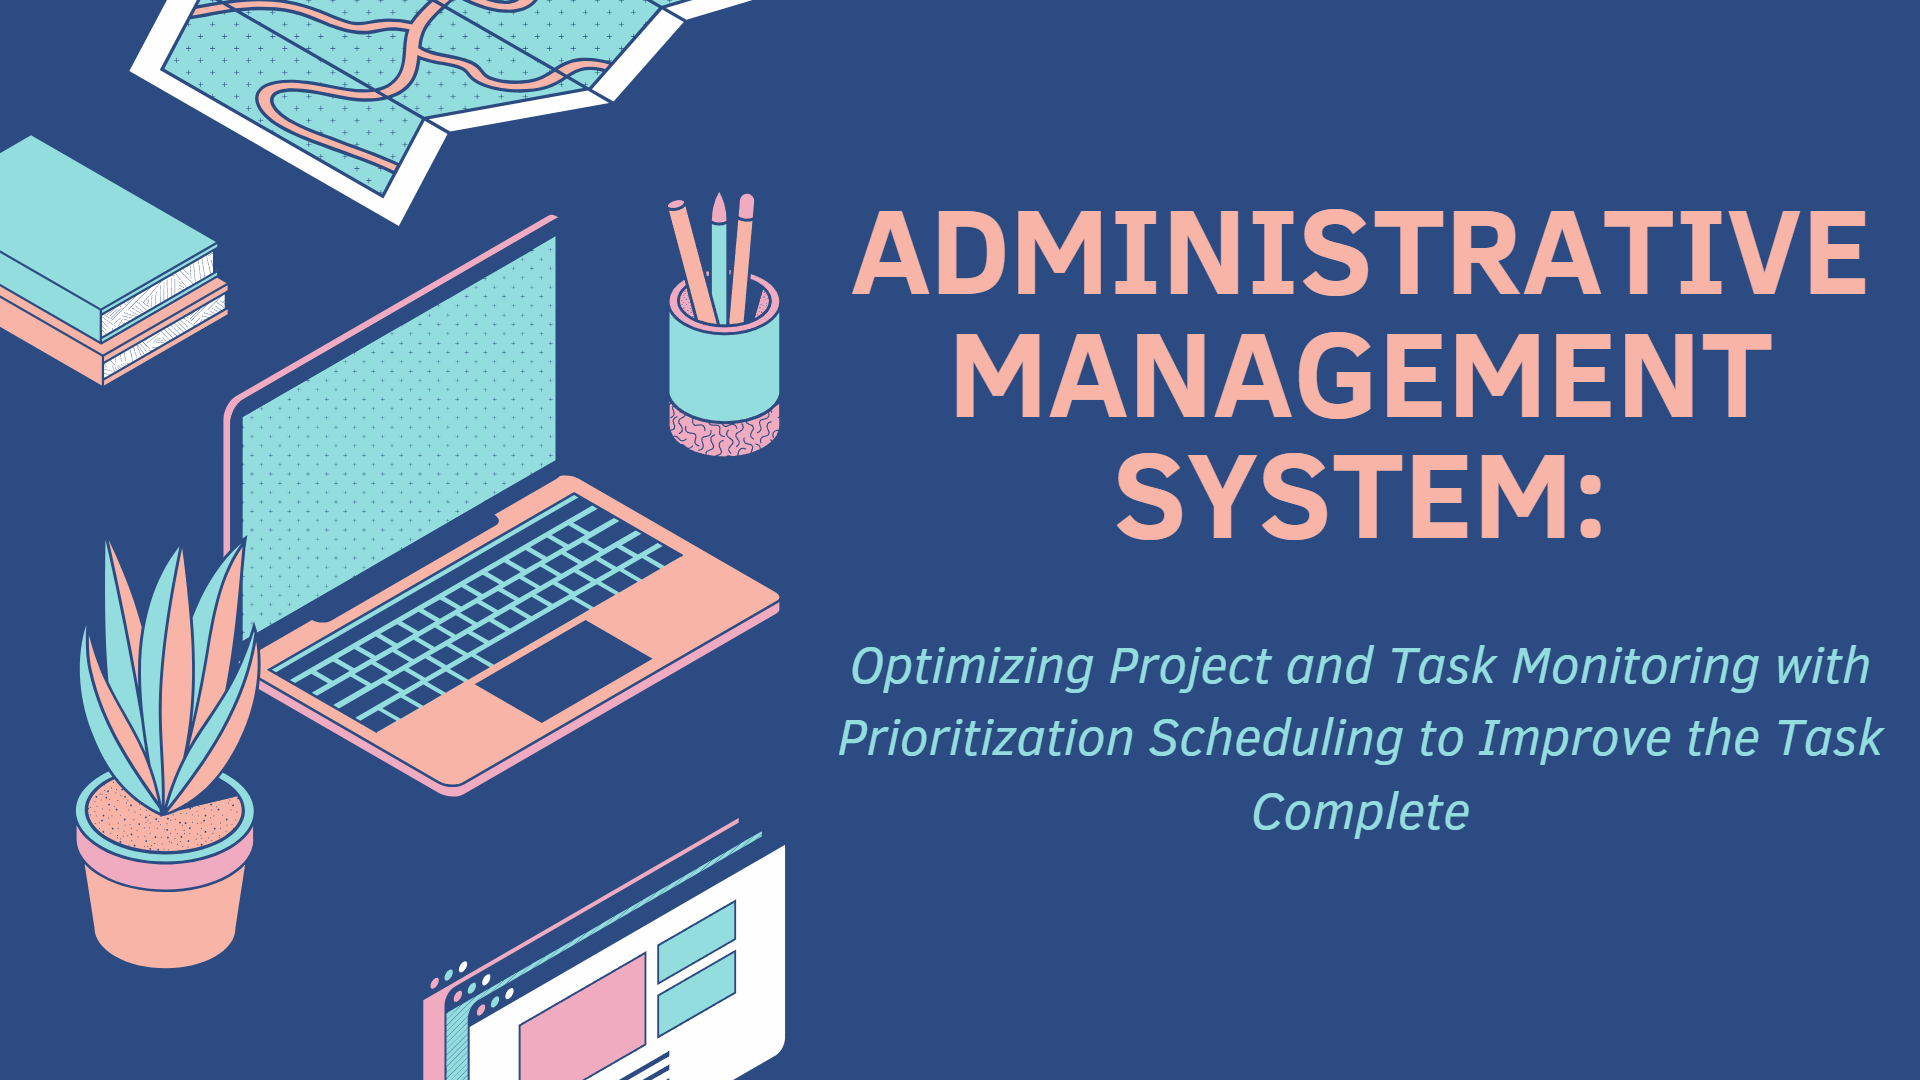 ADMINISTRATIVE
MANAGEMENT
SYSTEM:
Optimizing Project and Task Monitoring with
Prioritization Scheduling to Improve the Task
Complete